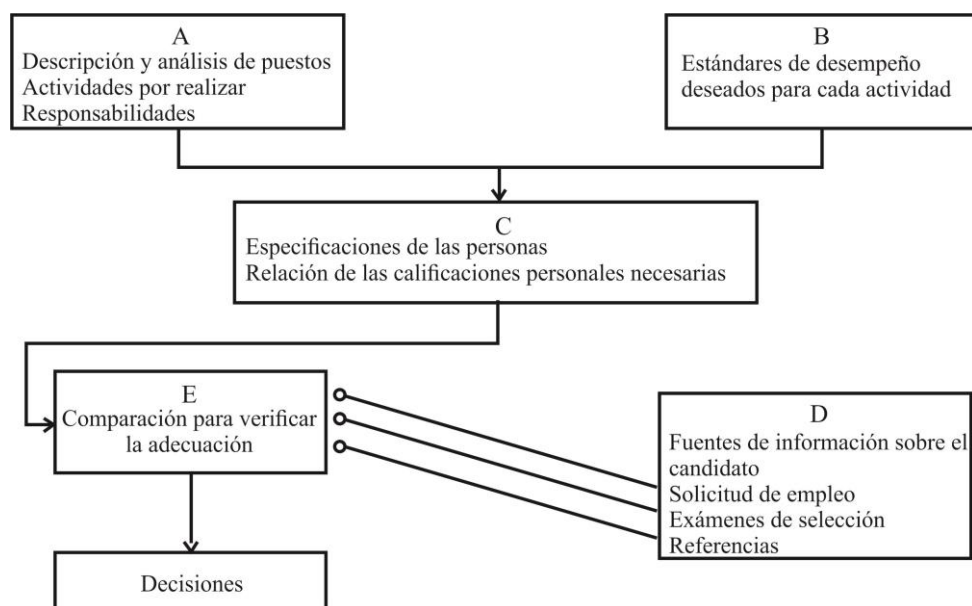 A
Descripción y análisis de puestos
Actividades por realizar
Responsabilidades
B
Estándares de desempeño
deseados para cada actividad
C
Especificaciones de las personas
Relación de las calificaciones personales necesarias
E
Comparación para verificar
la adecuación
D
Fuentes de información sobre el
candidato
Solicitud de empleo
Exámenes de selección
Referencias
Decisiones